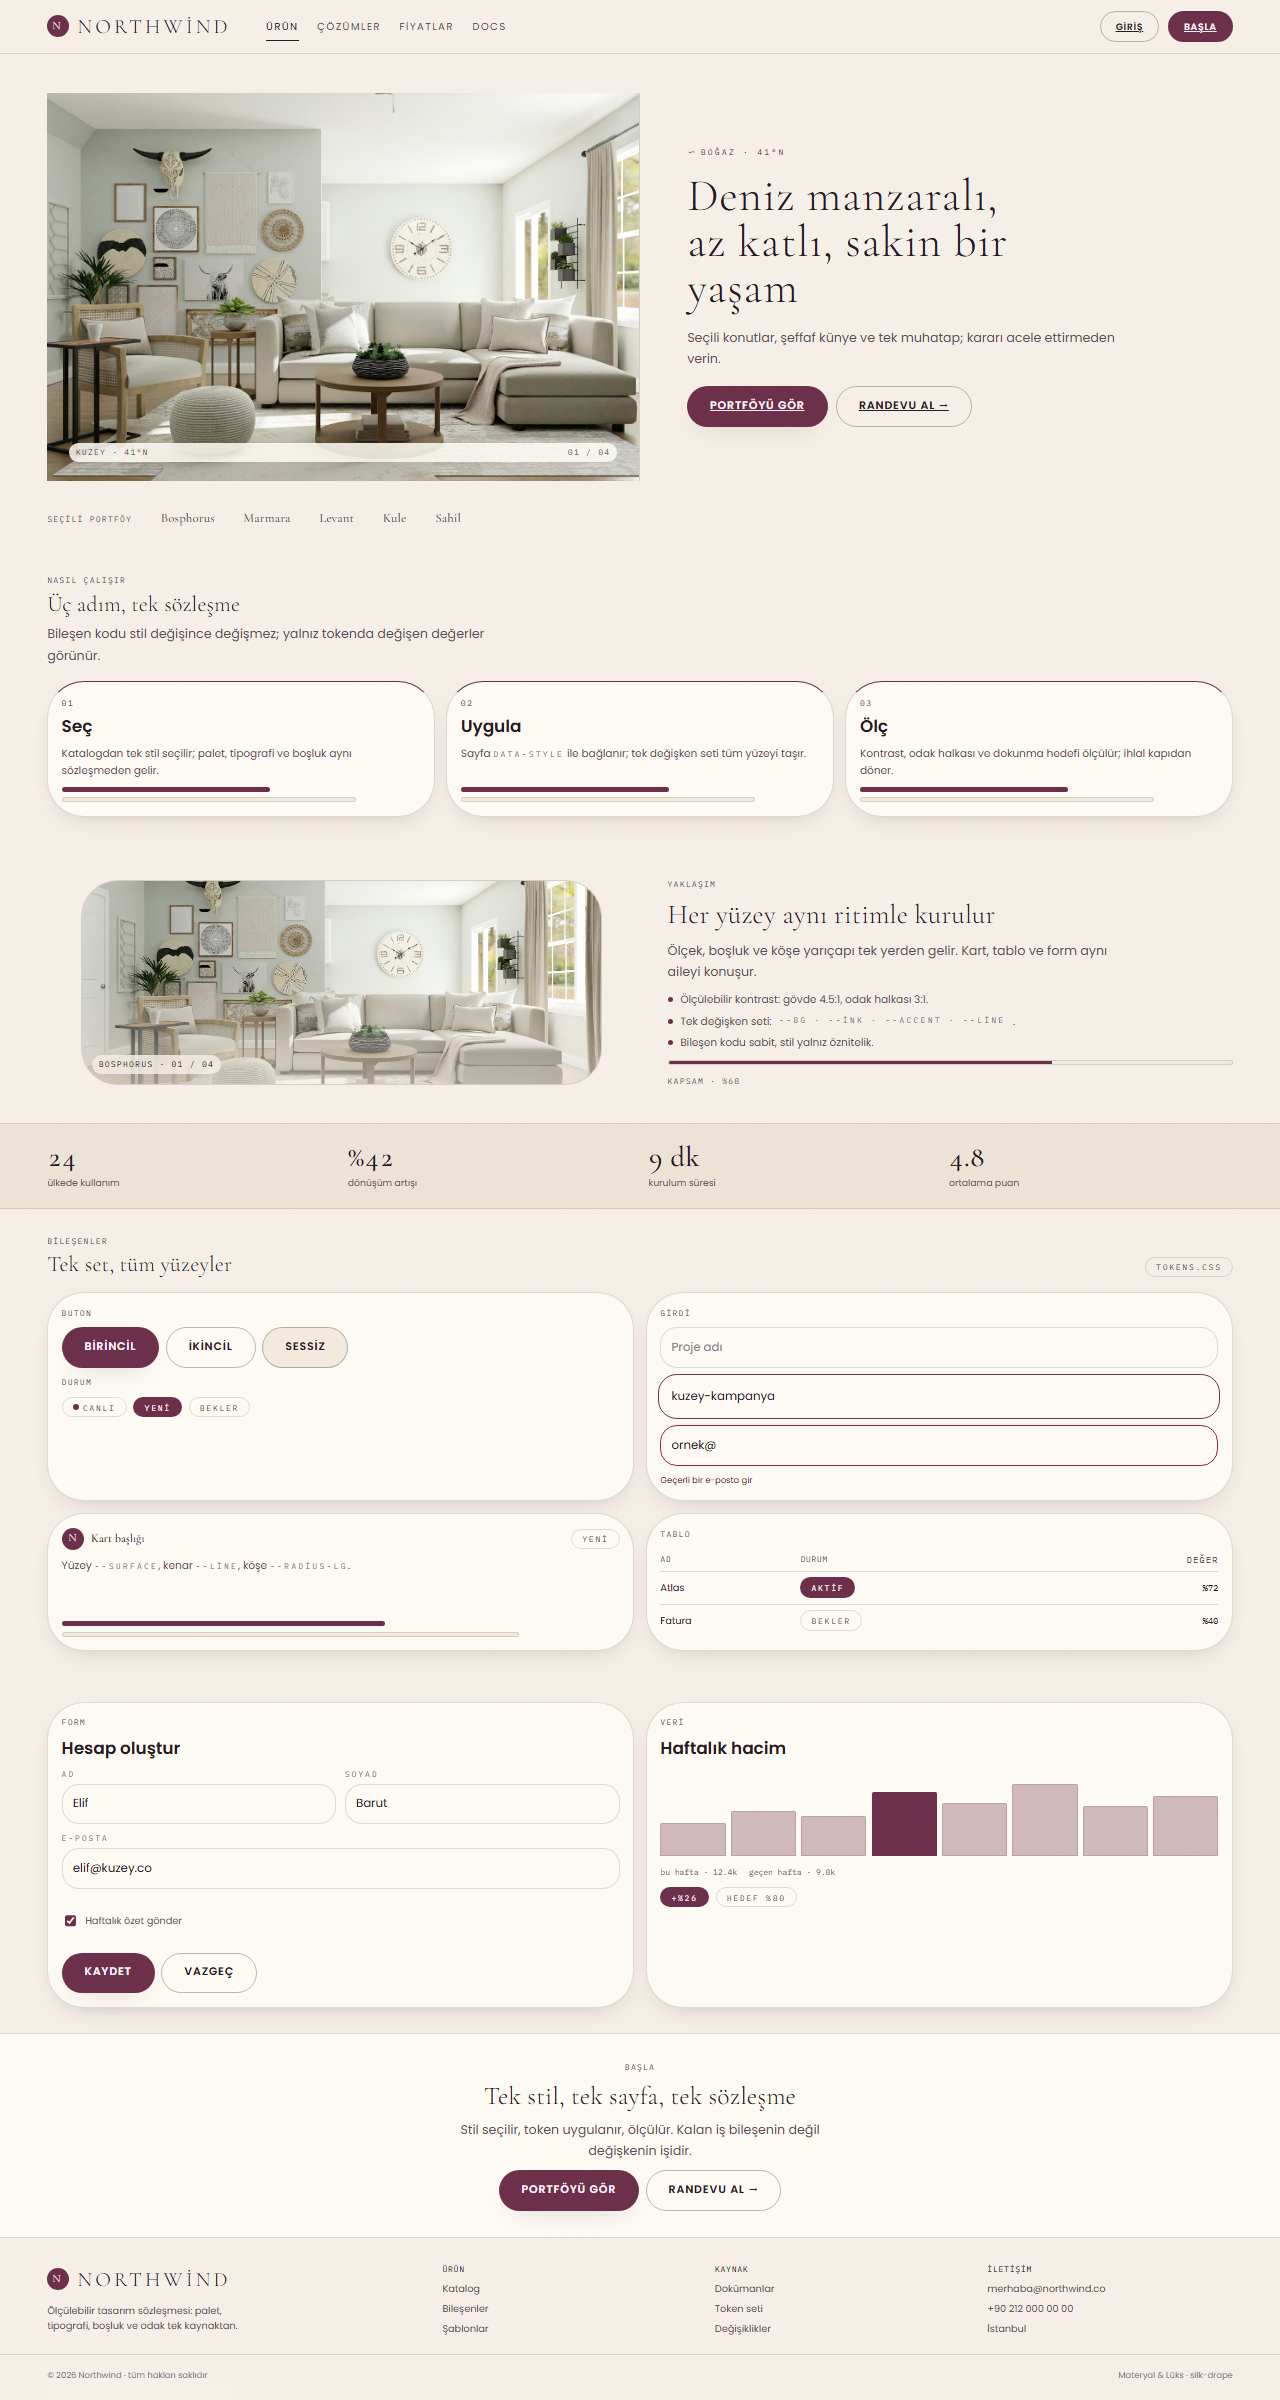 N NORTHWİND ÜRÜN ÇÖZÜMLER FİYATLAR DOCS GİRİŞ BAŞLA
BOĞAZ · 41°N
Deniz manzaralı,
az katlı, sakin bir
yaşam
Seçili konutlar, şeffaf künye ve tek muhatap; kararı acele ettirmeden
verin.
PORTFÖYÜ GÖR RANDEVU AL →
KUZEY · 41°N 01 / 04
SEÇİLİ PORTFÖY Bosphorus Marmara Levant Kule Sahil
NASIL ÇALIŞIR
Üç adım, tek sözleşme
Bileşen kodu stil değişince değişmez; yalnız tokenda değişen değerler
görünür.
01
Seç
Katalogdan tek stil seçilir; palet, tipografi ve boşluk aynı
sözleşmeden gelir.
02
Uygula
Sayfa DATA-STYLE ile bağlanır; tek değişken seti tüm yüzeyi taşır.
03
Ölç
Kontrast, odak halkası ve dokunma hedefi ölçülür; ihlal kapıdan
döner.
BOSPHORUS · 01 / 04
YAKLAŞIM
Her yüzey aynı ritimle kurulur
Ölçek, boşluk ve köşe yarıçapı tek yerden gelir. Kart, tablo ve form aynı
aileyi konuşur.
Ölçülebilir kontrast: gövde 4.5:1, odak halkası 3:1.
Tek değişken seti: --BG · --İNK · --ACCENT · --LİNE .
Bileşen kodu sabit, stil yalnız öznitelik.
KAPSAM · %68
24 %42 9 dk 4.8
ülkede kullanım dönüşüm artışı kurulum süresi ortalama puan
BİLEŞENLER
Tek set, tüm yüzeyler
TOKENS.CSS
BUTON
BİRİNCİL İKİNCİL SESSİZ
DURUM
CANLI YENİ BEKLER
GİRDİ
Proje adı
kuzey-kampanya
ornek@
Geçerli bir e-posta gir
N Kart başlığı YENİ
Yüzey --SURFACE, kenar --LİNE, köşe --RADİUS-LG.
TABLO
AD DURUM DEĞER
Atlas AKTİF %72
Fatura BEKLER %40
FORM
Hesap oluştur
AD SOYAD
Elif Barut
E-POSTA
elif@kuzey.co
Haftalık özet gönder
KAYDET VAZGEÇ
VERİ
Haftalık hacim
bu hafta · 12.4k geçen hafta · 9.8k
+%26 HEDEF %80
BAŞLA
Tek stil, tek sayfa, tek sözleşme
Stil seçilir, token uygulanır, ölçülür. Kalan iş bileşenin değil
değişkenin işidir.
PORTFÖYÜ GÖR RANDEVU AL →
N NORTHWİND
Ölçülebilir tasarım sözleşmesi: palet,
tipografi, boşluk ve odak tek kaynaktan.
ÜRÜN
Katalog
Bileşenler
Şablonlar
KAYNAK
Dokümanlar
Token seti
Değişiklikler
İLETİŞİM
merhaba@northwind.co
+90 212 000 00 00
İstanbul
© 2026 Northwind · tüm hakları saklıdır Materyal & Lüks · silk-drape